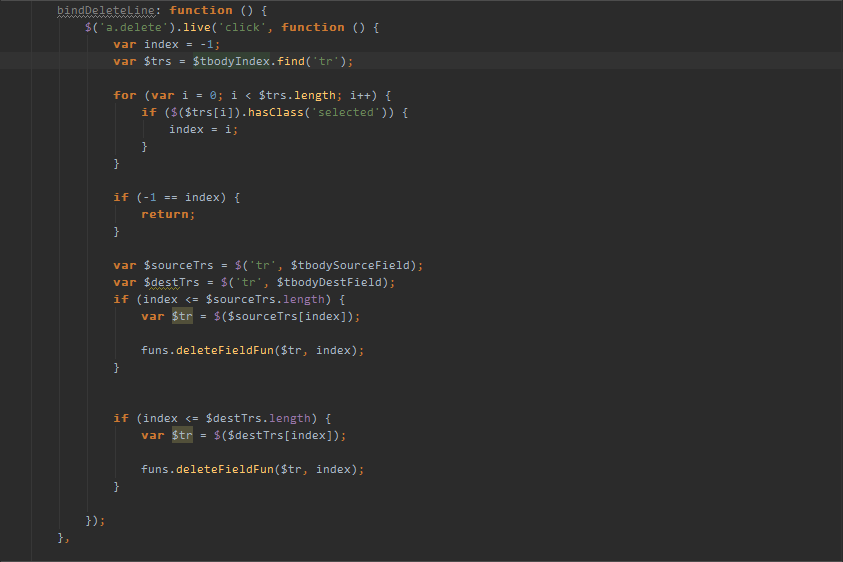 bindDeleteLine: function () {
$('a.delete').live('click', function () {
var index = -1;
var $trs = $tbodyIndex.find('tr');
for (var i = 0; i < $trs.length; i++) {
if ($($trs[i]).hasClass('selected')) {
index = i;
}
}
if (-1 == index) {
return;
}
var $sourceTrs = $('tr', $tbodySourceField);
var $destTrs = $('tr', $tbodyDestField);
if (index <= $sourceTrs.length) {
var $tr = $($sourceTrs[index]);
funs.deleteFieldFun($tr, index);
}
if (index <= $destTrs.length) {
var $tr = $($destTrs[index]);
funs.deleteFieldFun($tr, index);
}
});
},